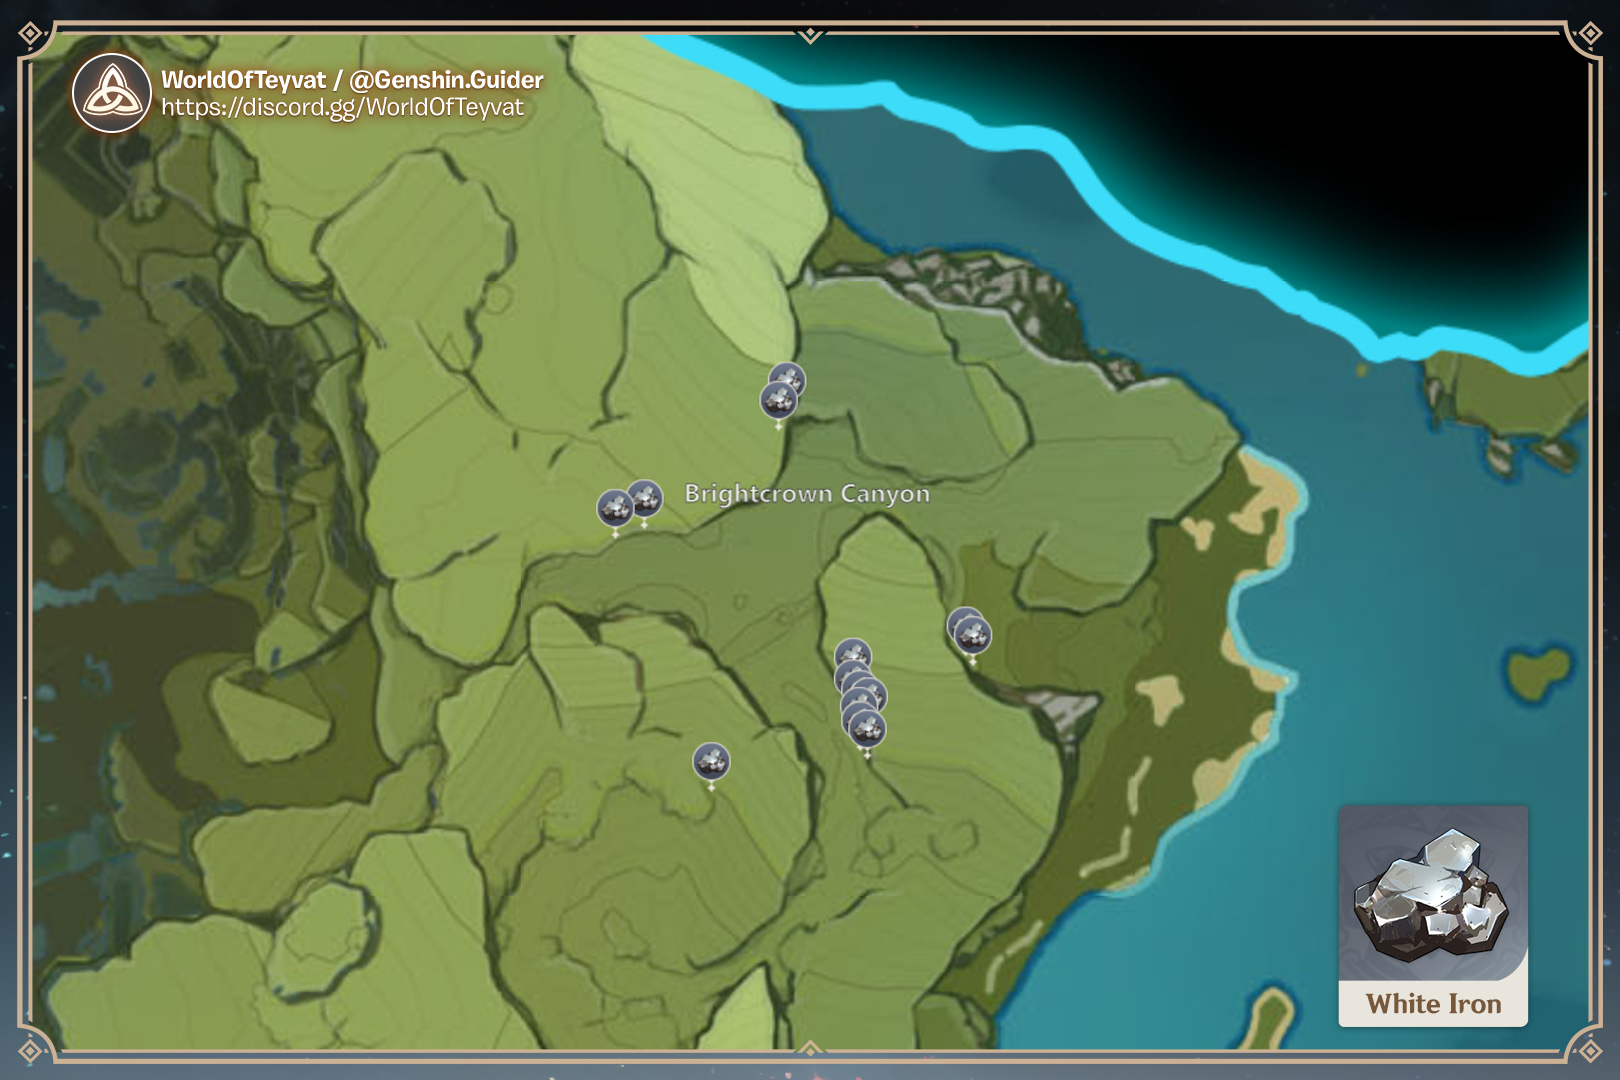 WorldOfTeyvat / @Genshin.Guider
https://discord.gg/WorldOfTeyvat
Brightcrown Canyon
White Iron